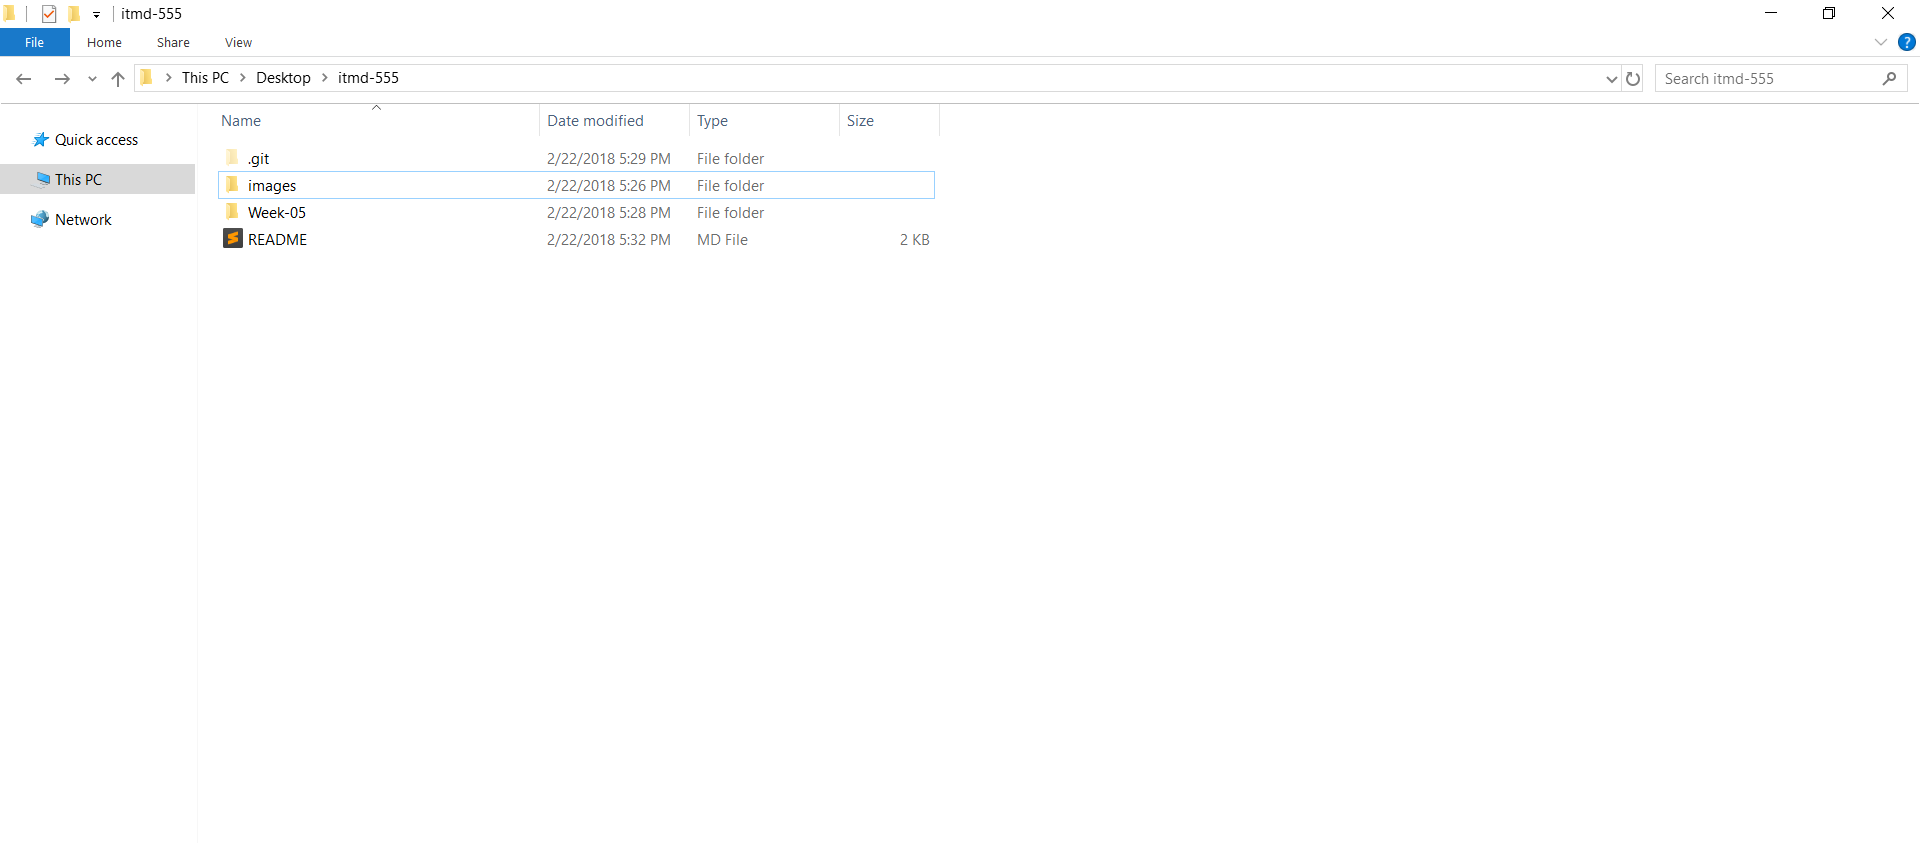 itmd-555
File Home Share View ?
This PC Desktop itmd-555 Search itmd-555
Quick access
This PC
Network
Name Date modified Type Size
.git 2/22/2018 5:29 PM File folder
images 2/22/2018 5:26 PM File folder
Week-05 2/22/2018 5:28 PM File folder
README 2/22/2018 5:32 PM MD File 2 KB